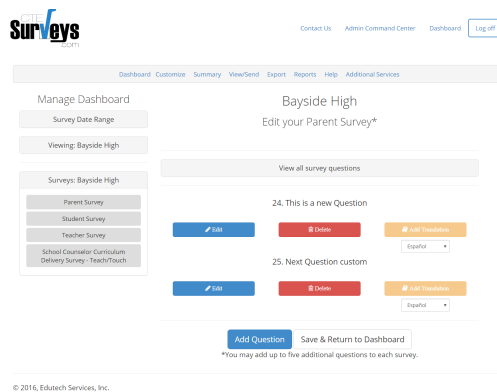 CTE
Surveys
.com
Contact Us Admin Command Center Dashboard Log off
Dashboard Customize Summary View/Send Export Reports Help Additional Services
Manage Dashboard
Survey Date Range
Viewing: Bayside High
Surveys: Bayside High
Parent Survey
Student Survey
Teacher Survey
School Counselor Curriculum
Delivery Survey - Teach/Touch
Bayside High
Edit your Parent Survey*
View all survey questions
24. This is a new Question
Edit Delete Add Translation
Español
25. Next Question custom
Edit Delete Add Translation
Español
Add Question Save & Return to Dashboard
*You may add up to five additional questions to each survey.
© 2016, Edutech Services, Inc.